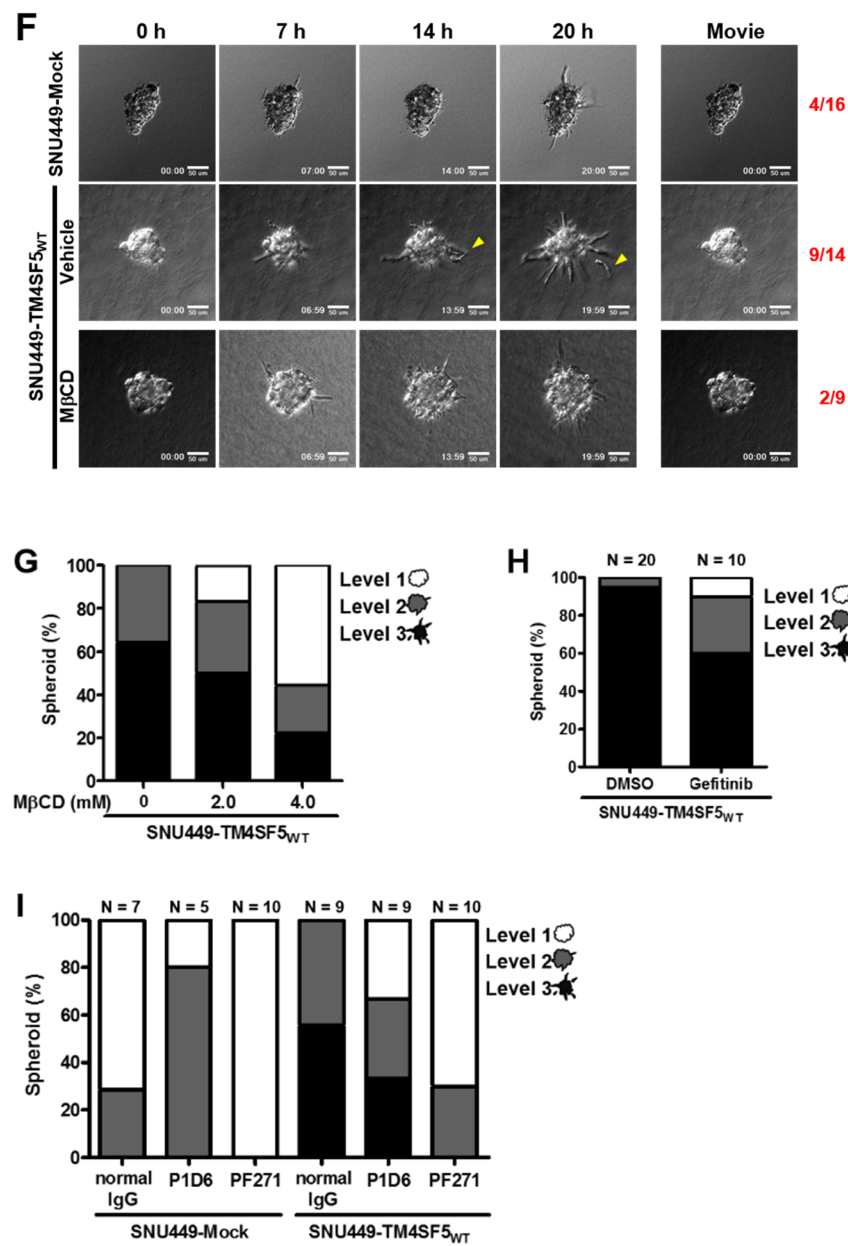 F
0 h 7 h 14 h 20 h Movie
SNU449-Mock
00:00 50 um 07:00 50 um 14:00 50 um 20:00 50 um 00:00 50 um
4/16
SNU449-TM4SF5WT
Vehicle
00:00 50 um 06:59 50 um 13:59 50 um 19:59 50 um 00:00 50 um
9/14
MβCD
00:00 50 um 06:59 50 um 13:59 50 um 19:59 50 um 00:00 50 um
2/9
G
Spheroid (%)
100
80
60
40
20
0
Level 1
Level 2
Level 3
MβCD (mM) 0 2.0 4.0
SNU449-TM4SF5WT
H
N = 20 N = 10
Spheroid (%)
100
80
60
40
20
0
Level 1
Level 2
Level 3
DMSO Gefitinib
SNU449-TM4SF5WT
I
N = 7 N = 5 N = 10 N = 9 N = 9 N = 10
Spheroid (%)
100
80
60
40
20
0
Level 1
Level 2
Level 3
normal P1D6 PF271 normal P1D6 PF271
IgG IgG
SNU449-Mock SNU449-TM4SF5WT